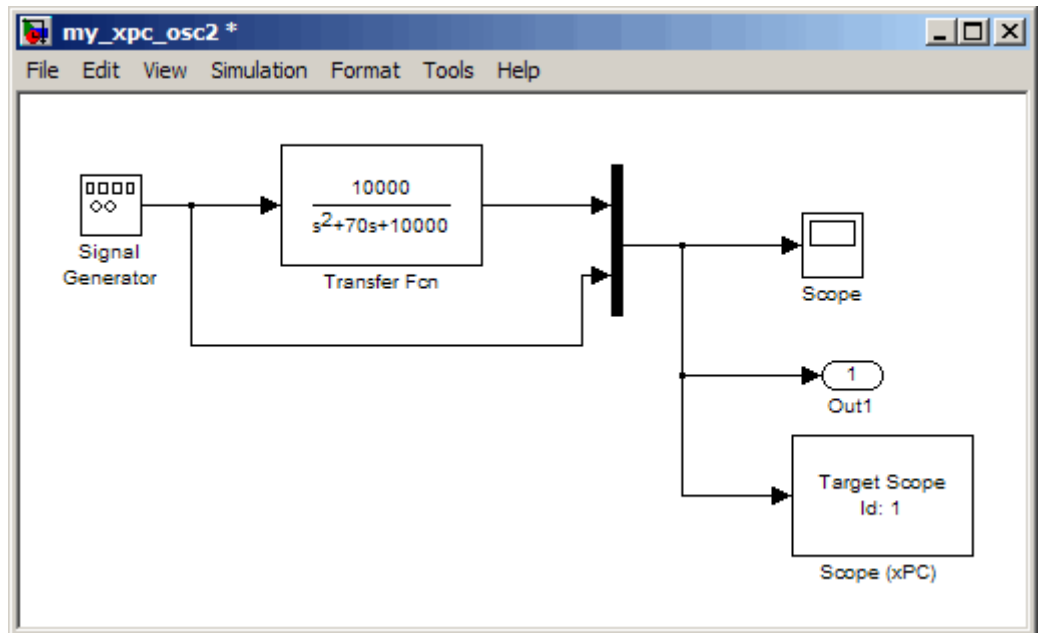 my_xpc_osc2 *
File Edit View Simulation Format Tools Help
Signal
Generator
10000
s²+70s+10000
Transfer Fcn
Scope
1
Out1
Target Scope
Id: 1
Scope (xPC)